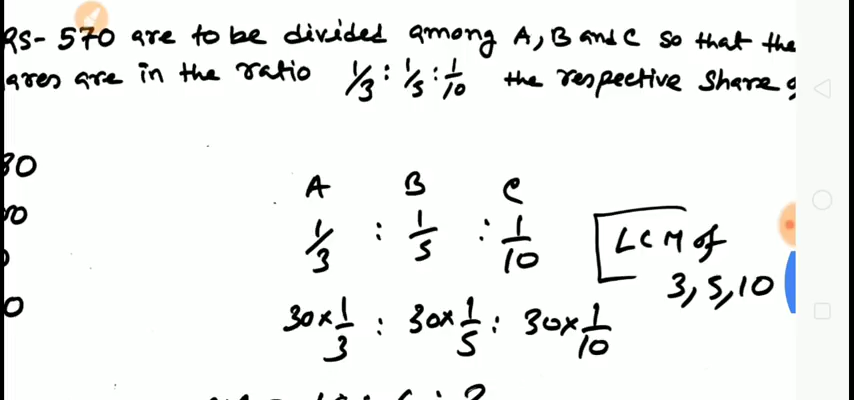 RS- 570 are to be divided among A, B and C so that the
ares are in the ratio 1/3 : 1/5 : 1/10 the respective Share
30
A B C
1/3 : 1/5 : 1/10
LCM of
3, 5, 10
30 × 1/3 : 30 × 1/5 : 30 × 1/10